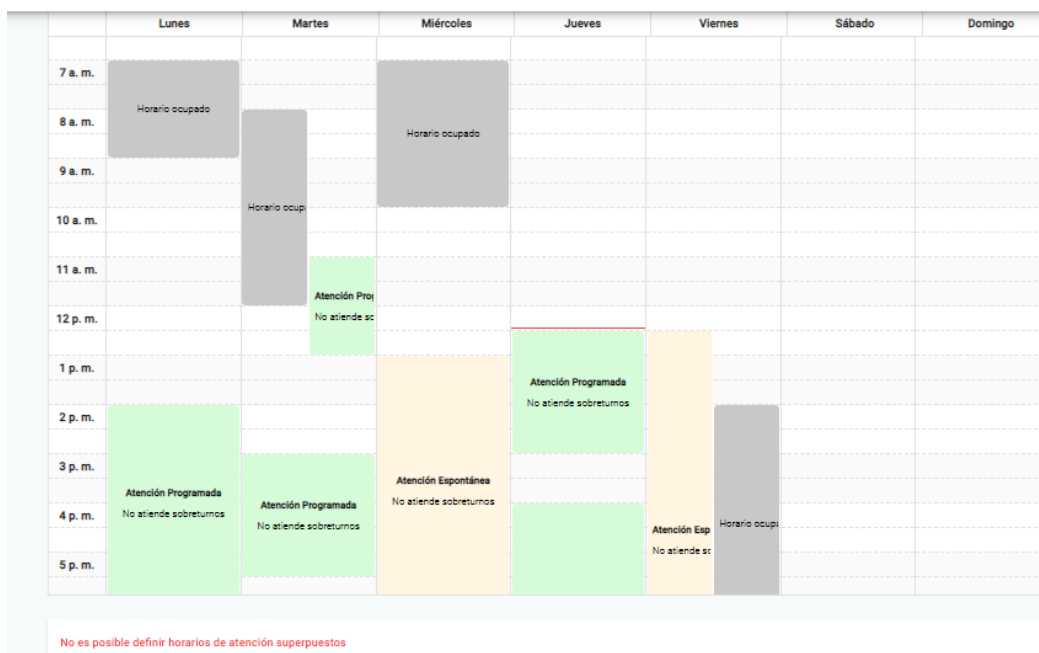 Lunes Martes Miércoles Jueves Viernes Sábado Domingo
7 a. m.
Horario ocupado
8 a. m.
Horario ocupado
9 a. m.
Horario ocup
10 a. m.
11 a. m.
Atención Pro
No atiende so
12 p. m.
1 p. m.
Atención Programada
No atiende sobreturnos
2 p. m.
3 p. m.
Atención Espontánea
No atiende sobreturnos
Atención Programada
No atiende sobreturnos
Atención Programada
No atiende sobreturnos
4 p. m.
Atención Esp
No atiende so
Horario ocup
5 p. m.
No es posible definir horarios de atención superpuestos